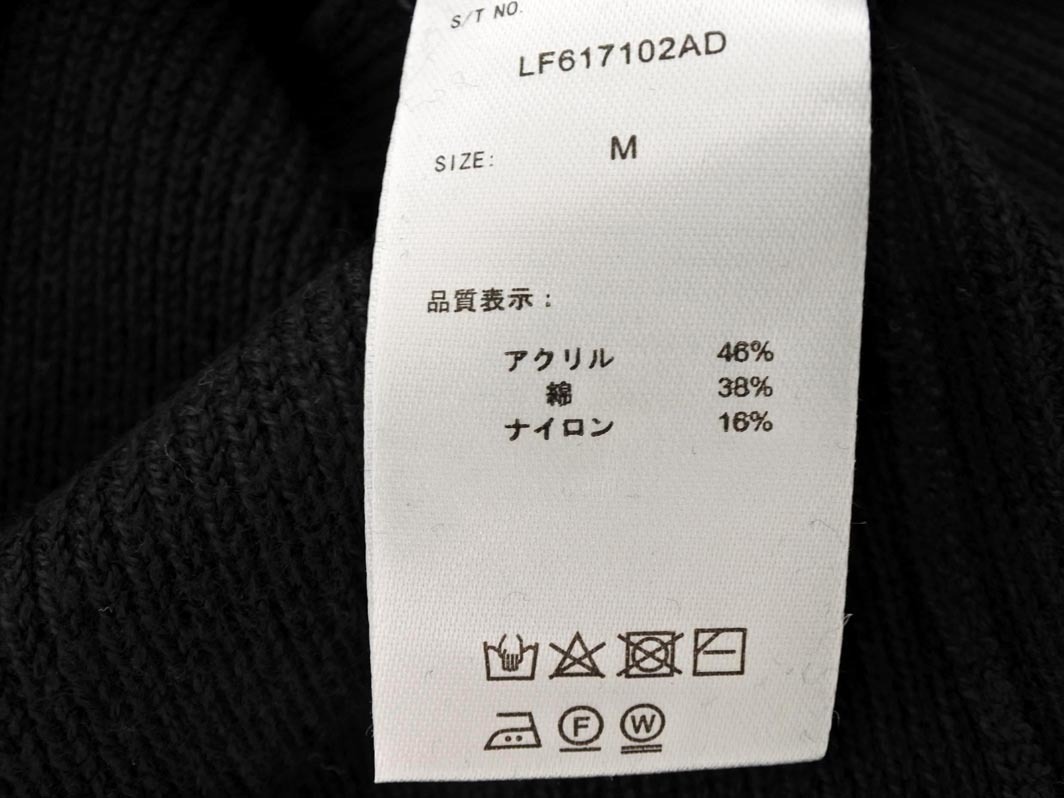 S/T NO.
LF617102AD
SIZE: M
品質表示：
アクリル 46%
綿 38%
ナイロン 16%
F W